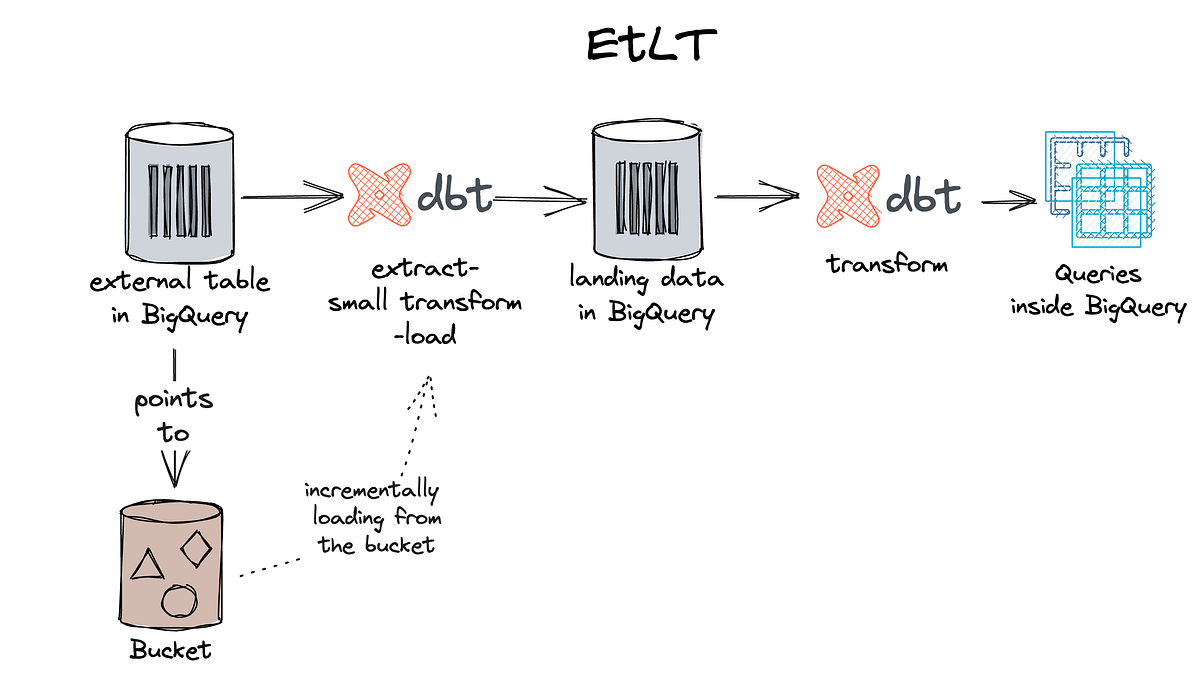 EtLT
external table
in BigQuery
dbt
extract-
small transform
-load
landing data
in BigQuery
dbt
transform
Queries
inside BigQuery
points
to
incrementally
loading from
the bucket
Bucket